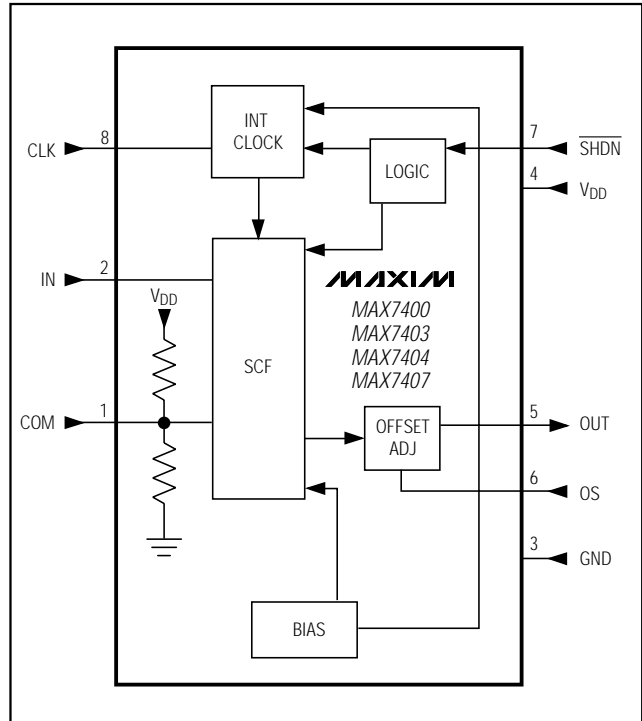 INT
CLOCK
8
CLK
7
SHDN
LOGIC
4
VDD
2
IN
VDD
MAXIM
MAX7400
MAX7403
MAX7404
MAX7407
SCF
1
COM
OFFSET
ADJ
5
OUT
6
OS
3
GND
BIAS